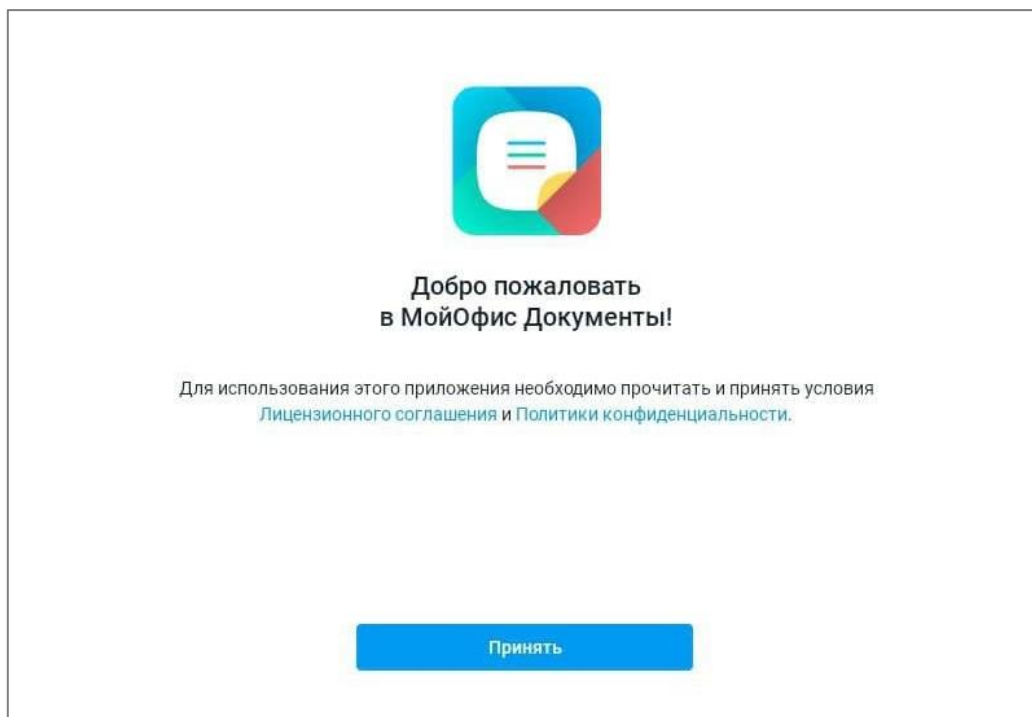 Добро пожаловать
в МойОфис Документы!
Для использования этого приложения необходимо прочитать и принять условия
Лицензионного соглашения и Политики конфиденциальности.
Принять